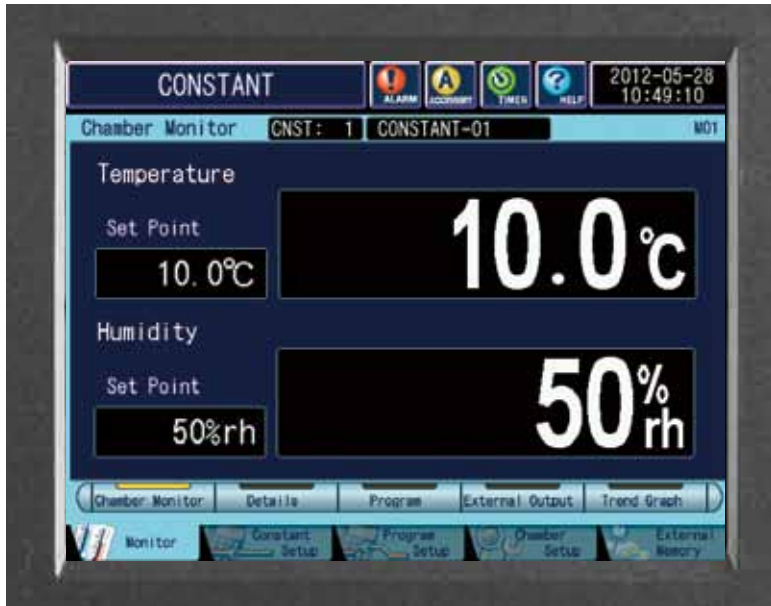 CONSTANT
ALARM
ACCESSORY
TIMER
HELP
2012-05-28
10:49:10
Chamber Monitor
CNST: 1
CONSTANT-01
M01
Temperature
Set Point
10.0℃
10.0℃
Humidity
Set Point
50%rh
50%rh
Chamber Monitor
Details
Program
External Output
Trend Graph
Monitor
Constant
Setup
Program
Setup
Chamber
Setup
External
Memory